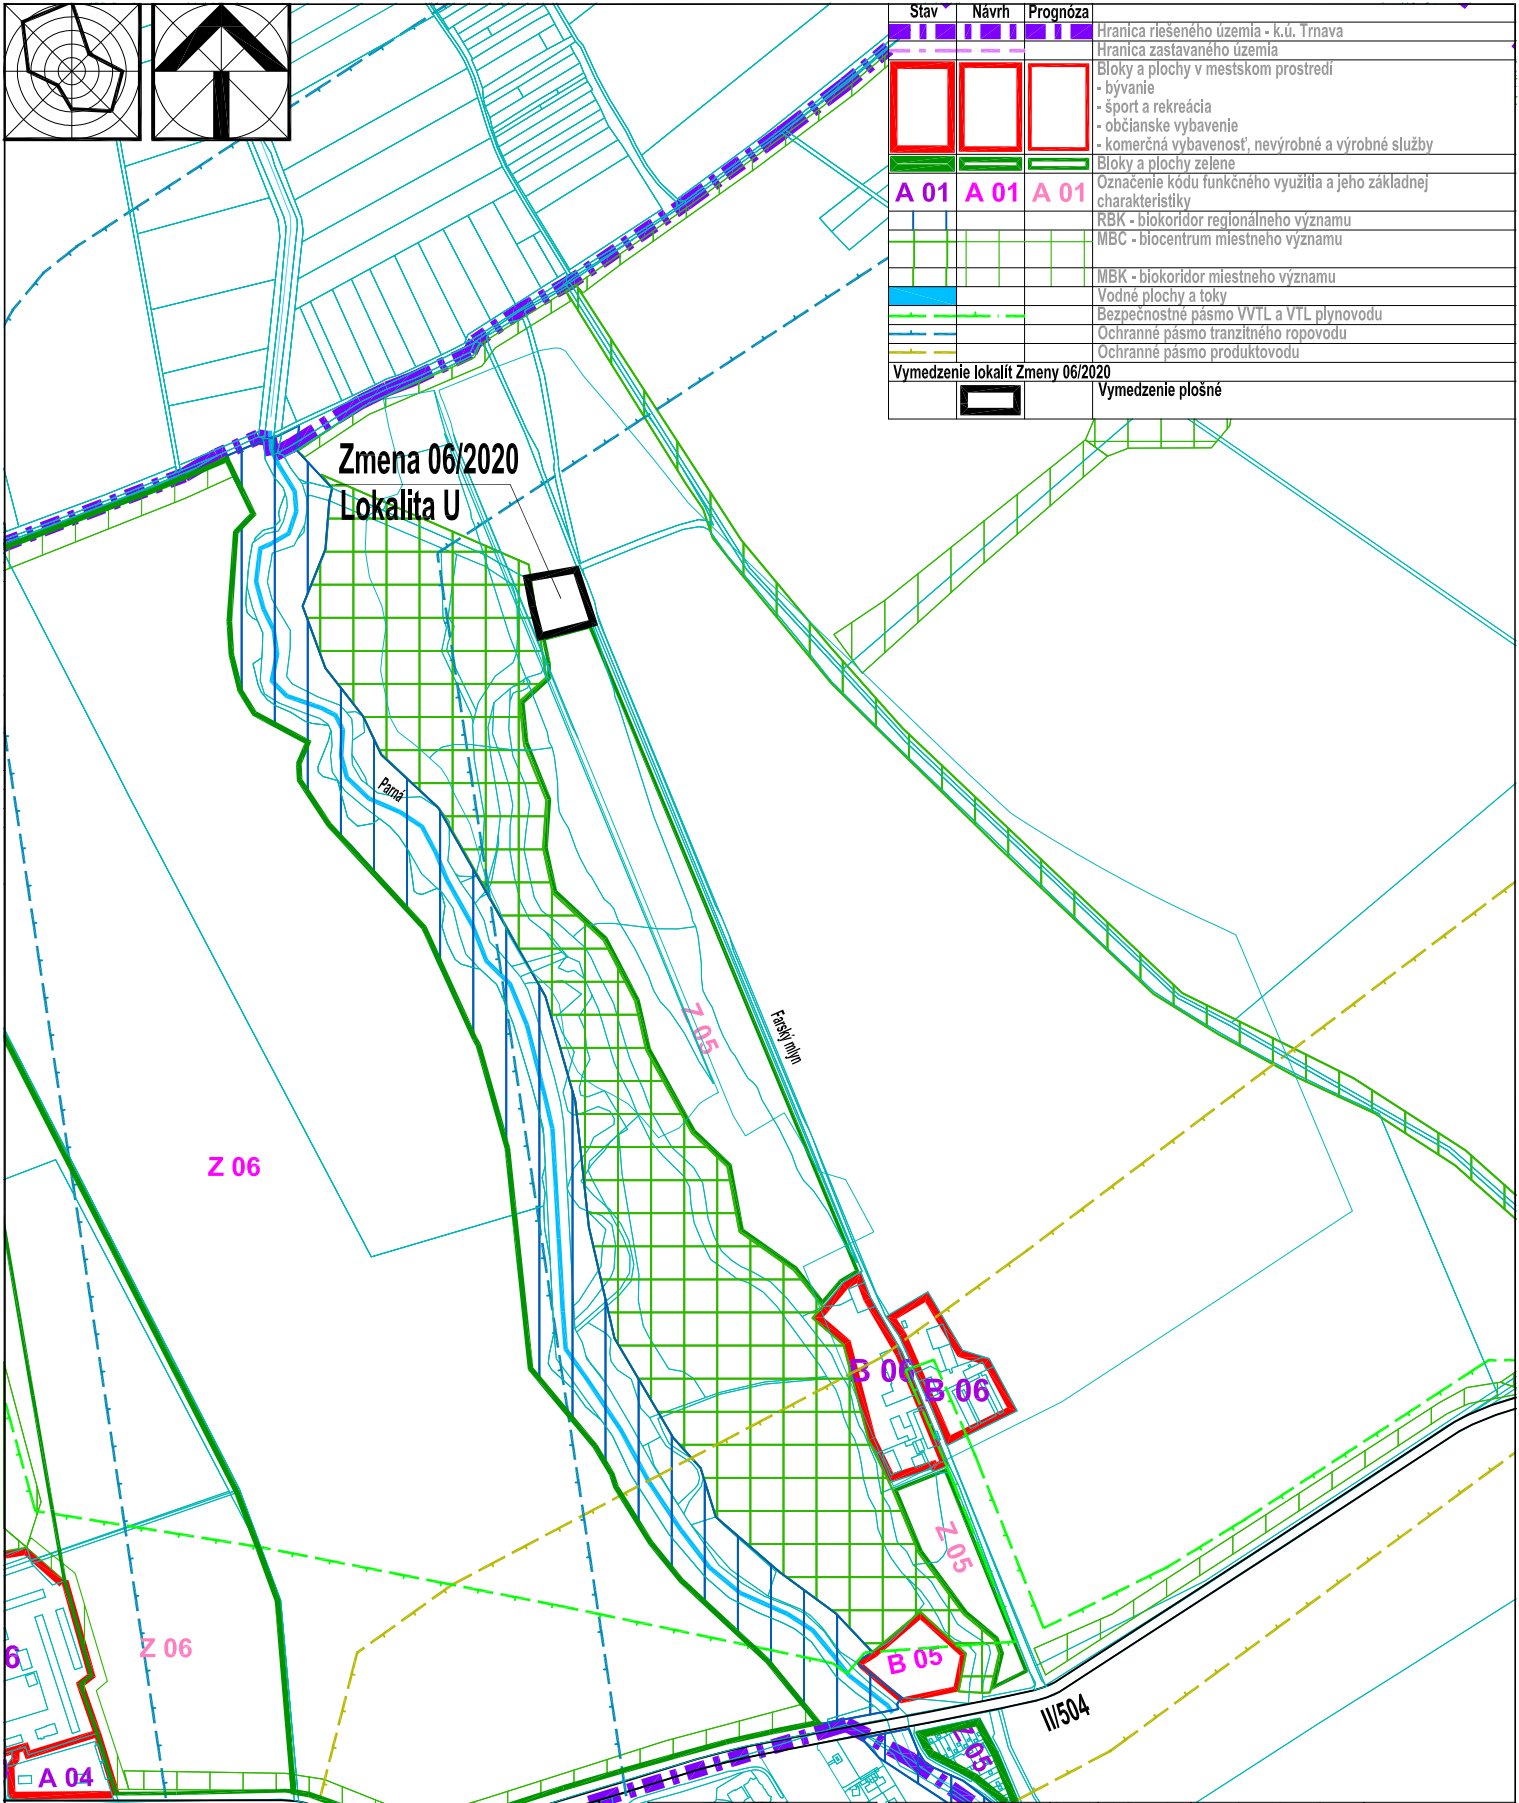 Stav Návrh Prognóza
Hranica riešeného územia - k.ú. Trnava
Hranica zastavaného územia
Bloky a plochy v mestskom prostredí
- bývanie
- šport a rekreácia
- občianske vybavenie
- komerčná vybavenosť, nevýrobné a výrobné služby
Bloky a plochy zelene
A 01 A 01 A 01
Označenie kódu funkčného využitia a jeho základnej
charakteristiky
RBK - biokoridor regionálneho významu
MBC - biocentrum miestneho významu
MBK - biokoridor miestneho významu
Vodné plochy a toky
Bezpečnostné pásmo VVTL a VTL plynovodu
Ochranné pásmo tranzitného ropovodu
Ochranné pásmo produktovodu
Vymedzenie lokalít Zmeny 06/2020
Vymedzenie plošné
Zmena 06/2020
Lokalita U
Parná
Z 05
Farský mlyn
Z 06
B 06
B 06
Z 05
Z 06
6
B 05
II/504
Z 05
A 04